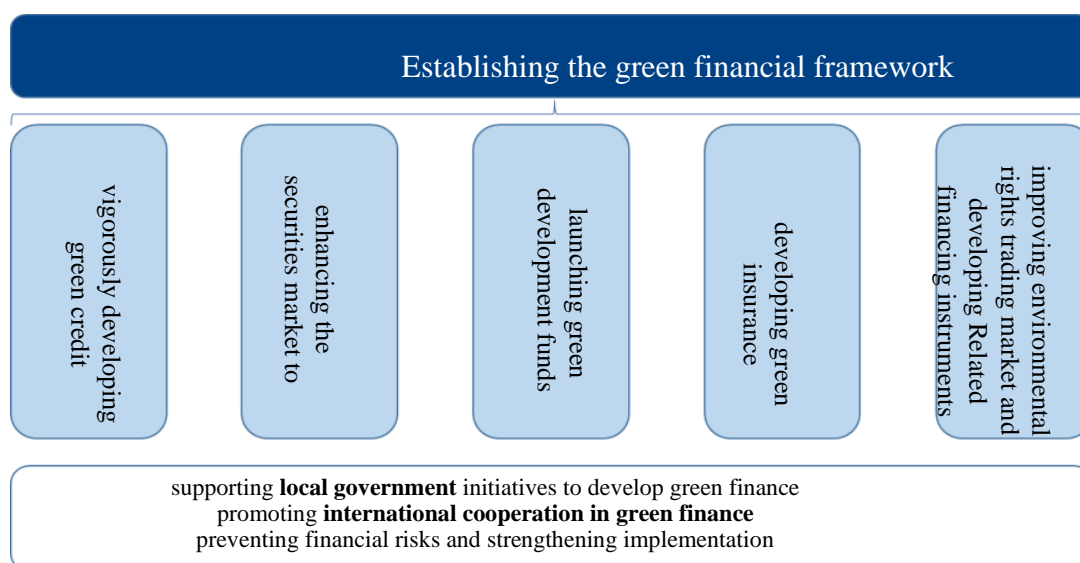 Establishing the green financial framework
vigorously developing
green credit
enhancing the
securities market to
launching green
development funds
developing green
insurance
improving environmental
rights trading market and
developing Related
financing instruments
supporting local government initiatives to develop green finance
promoting international cooperation in green finance
preventing financial risks and strengthening implementation